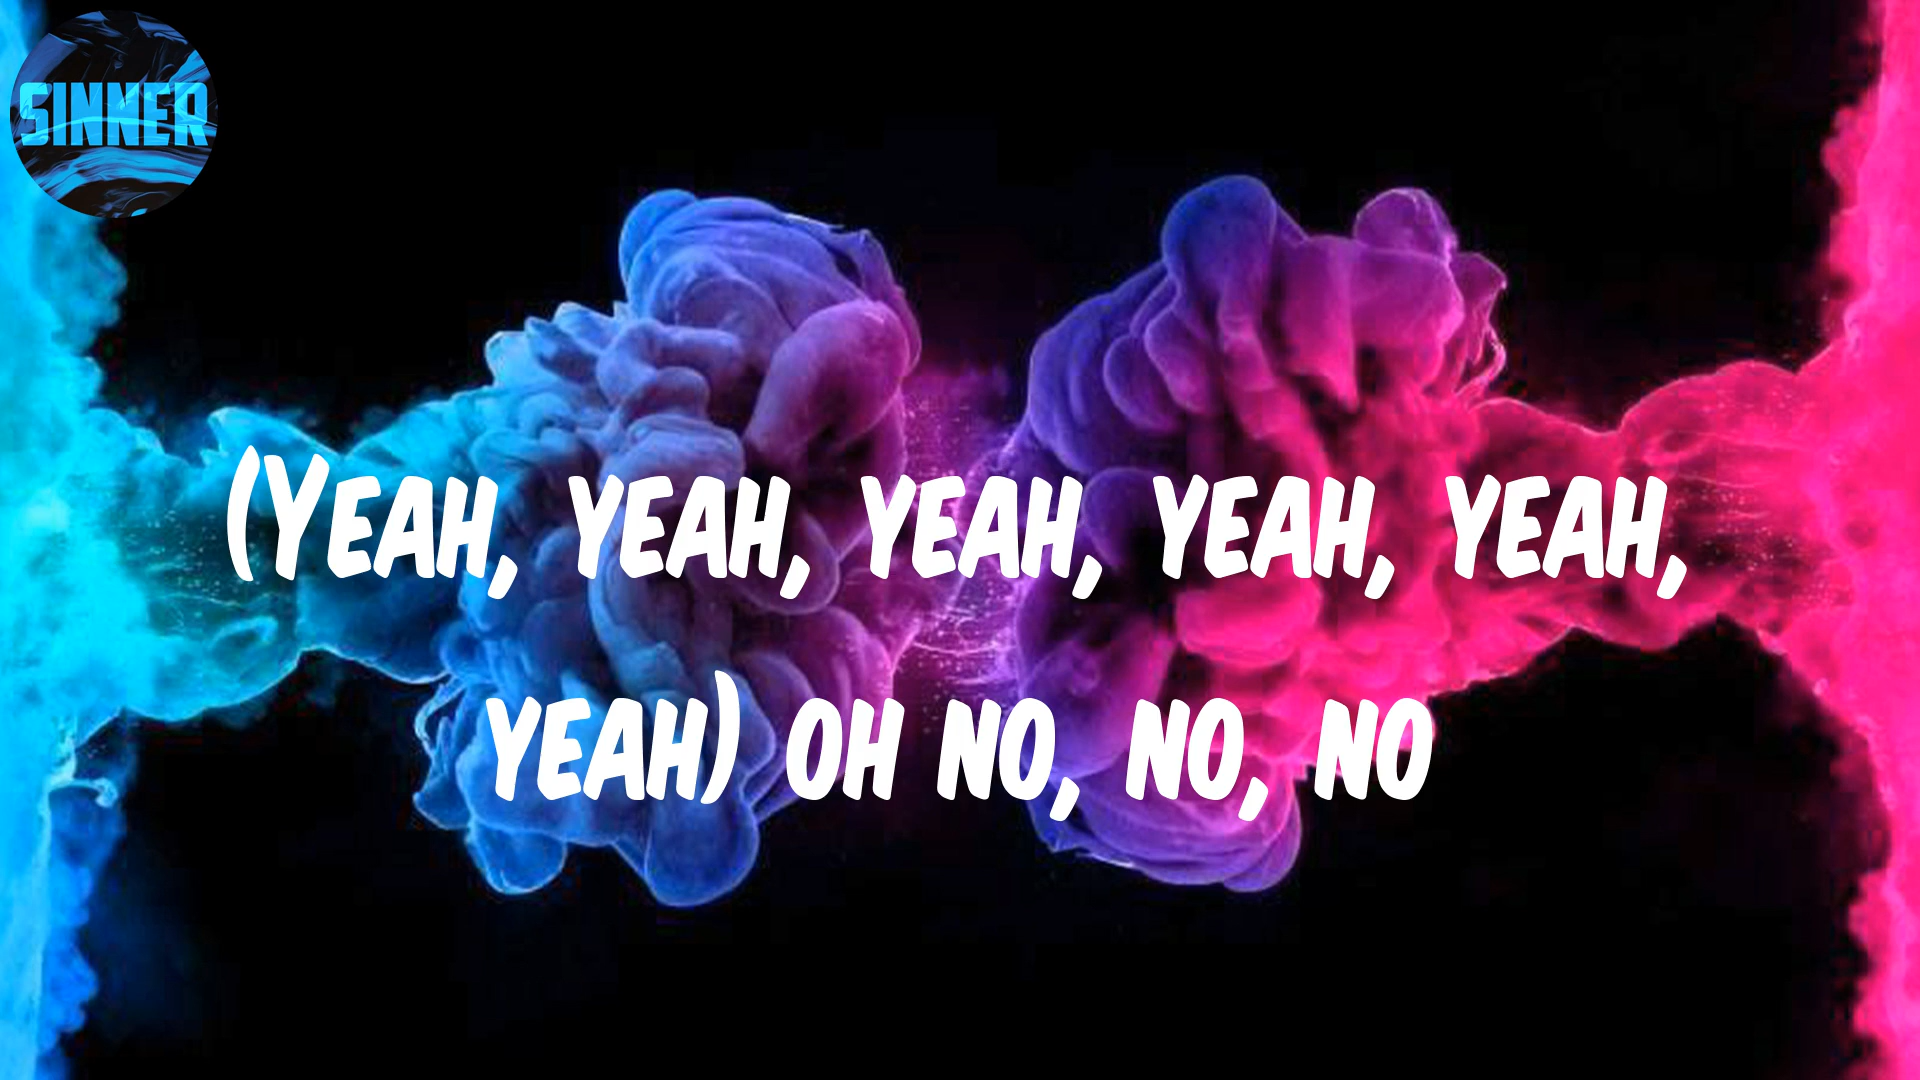 SINNER
(YEAH, YEAH, YEAH, YEAH, YEAH,
YEAH) OH NO, NO, NO